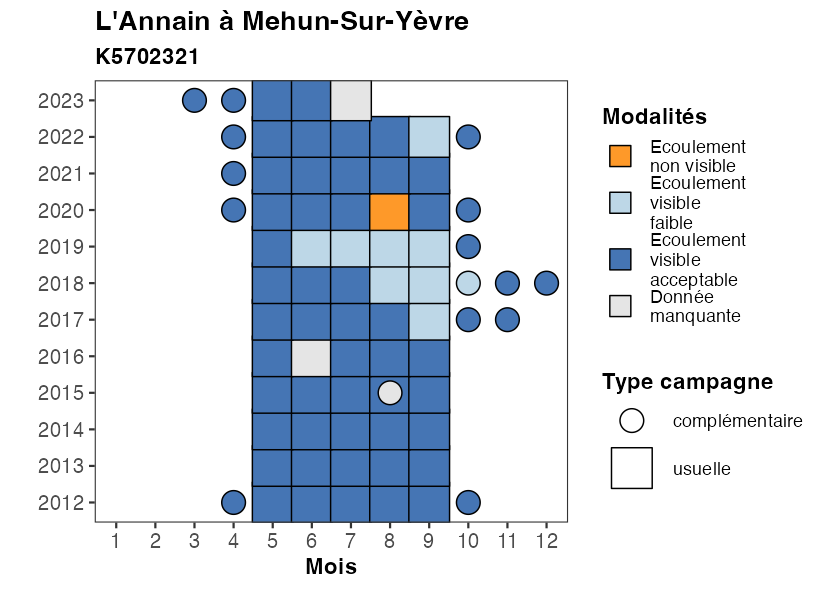 L'Annain à Mehun-Sur-Yèvre
K5702321
2023
2022
2021
2020
2019
2018
2017
2016
2015
2014
2013
2012
1 2 3 4 5 6 7 8 9 10 11 12
Mois
Modalités
Ecoulement
non visible
Ecoulement
visible
faible
Ecoulement
visible
acceptable
Donnée
manquante
Type campagne
complémentaire
usuelle